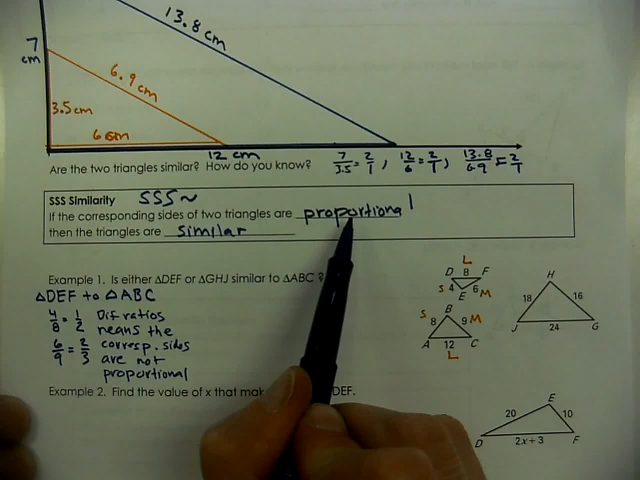 13.8 cm
7
cm
6.9 cm
3.5cm
6 cm
12 cm
Are the two triangles similar? How do you know? 7/3.5 = 2/1, 12/6 = 2/1, 13.8/6.9 = 2/1
SSS Similarity SSS~
If the corresponding sides of two triangles are proportional
then the triangles are similar
Example 1. Is either △DEF or △GHJ similar to △ABC ?
△DEF to △ABC
4/8 = 1/2 Dif ratios
means the
6/9 = 2/3 corresp. sides
are not
proportional
L
D 8 F
S 4 6 M
E
B
S 8 9 M
A 12 C
L
H
18 16
J 24 G
Example 2. Find the value of x that mak DEF.
E
20 10
D 2x+3 F